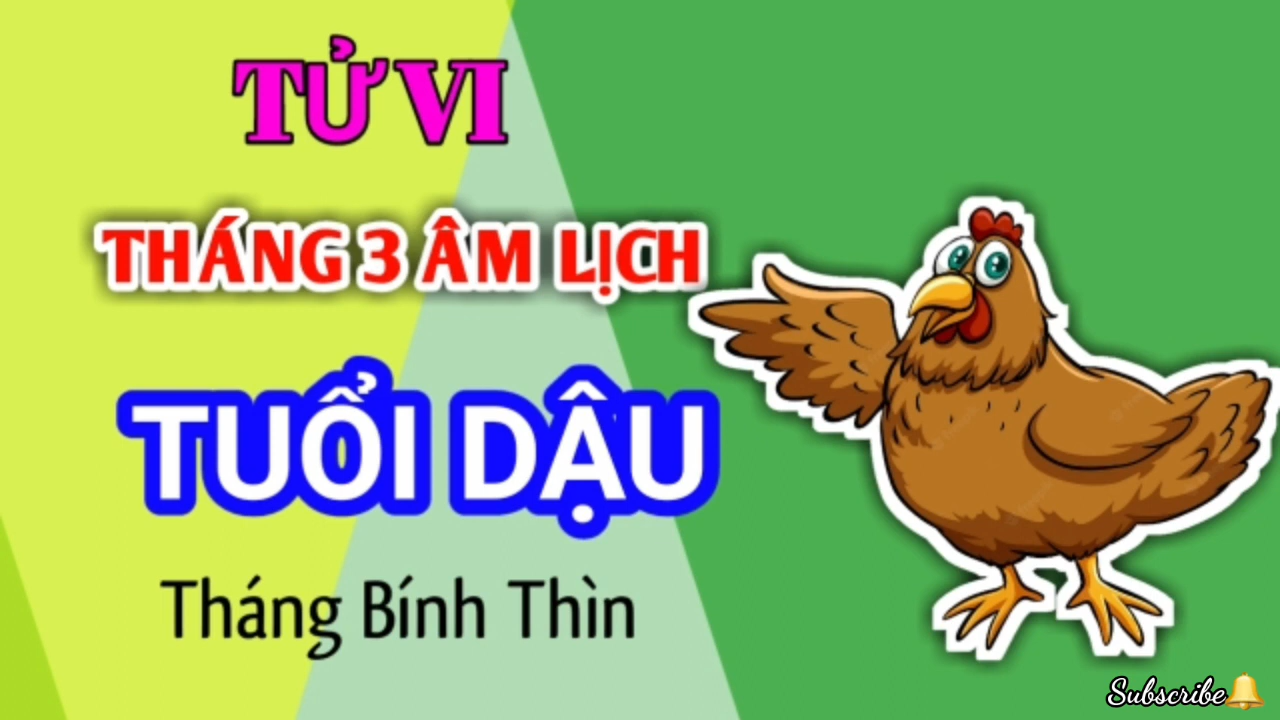 TỬ VI
THÁNG 3 ÂM LỊCH
TUỔI DẬU
Tháng Bính Thìn
Subscribe